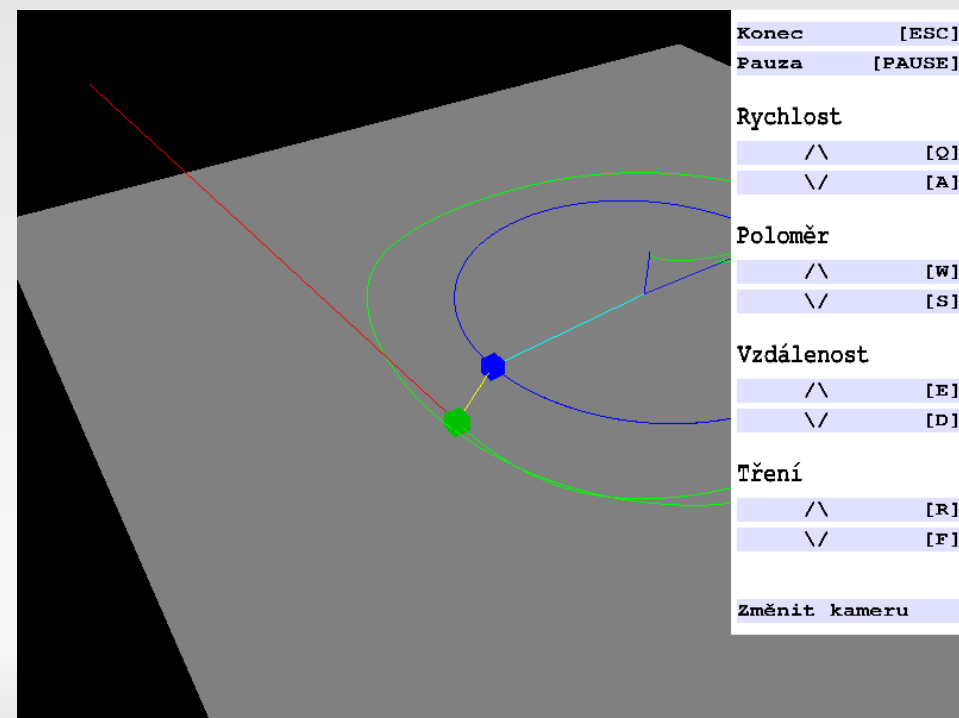 Konec [ESC]
Pauza [PAUSE]
Rychlost
/\ [Q]
\/ [A]
Poloměr
/\ [W]
\/ [S]
Vzdálenost
/\ [E]
\/ [D]
Tření
/\ [R]
\/ [F]
Změnit kameru